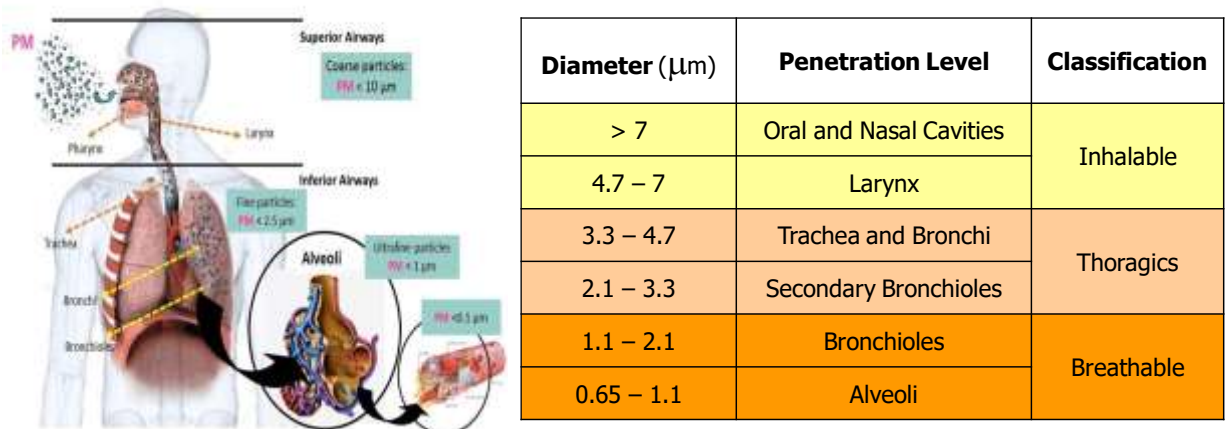 PM
Superior Airways
Coarse particles:
PM < 10 µm
Larynx
Pharynx
Inferior Airways
Fine particles:
PM < 2.5 µm
Trachea
Ultrafine particles
PM < 1 µm
Alveoli
Bronchi
PM <0.1 µm
Bronchioles
Diameter (µm) Penetration Level Classification
> 7 Oral and Nasal Cavities Inhalable
4.7 – 7 Larynx
3.3 – 4.7 Trachea and Bronchi Thoragics
2.1 – 3.3 Secondary Bronchioles
1.1 – 2.1 Bronchioles Breathable
0.65 – 1.1 Alveoli